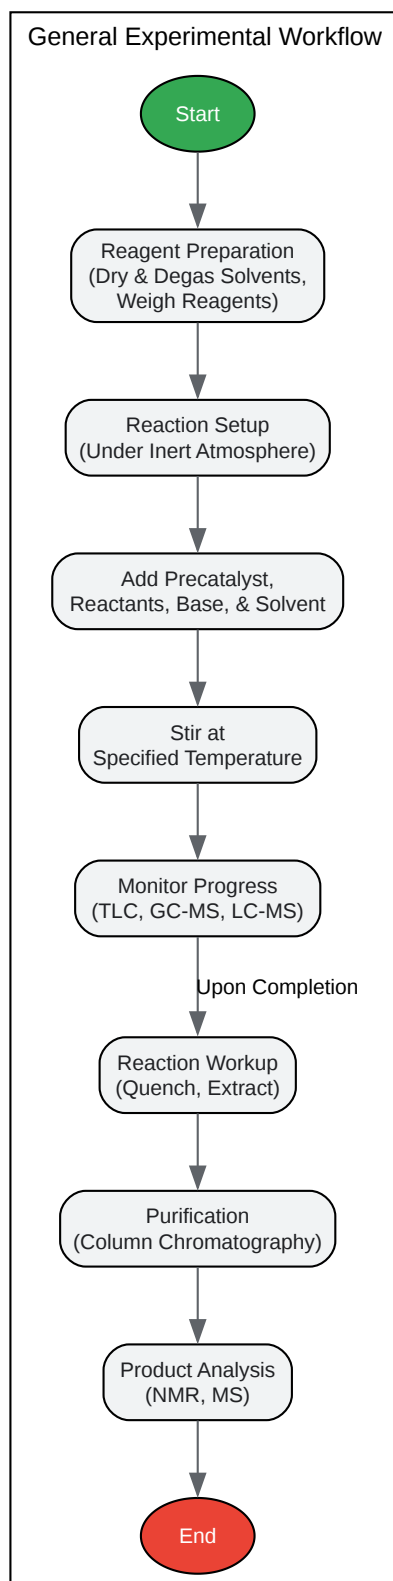 General Experimental Workflow
Start
Reagent Preparation
(Dry & Degas Solvents,
Weigh Reagents)
Reaction Setup
(Under Inert Atmosphere)
Add Precatalyst,
Reactants, Base, & Solvent
Stir at
Specified Temperature
Monitor Progress
(TLC, GC-MS, LC-MS)
Upon Completion
Reaction Workup
(Quench, Extract)
Purification
(Column Chromatography)
Product Analysis
(NMR, MS)
End